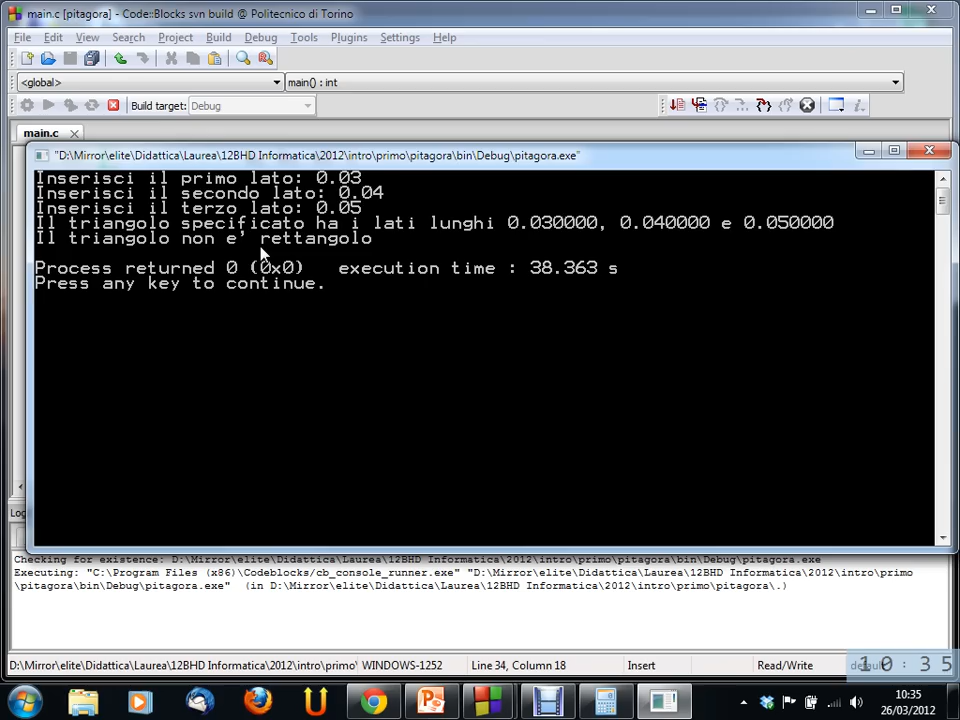 main.c [pitagora] - Code::Blocks svn build @ Politecnico di Torino
File Edit View Search Project Build Debug Tools Plugins Settings Help
<global> main() : int
Build target: Debug
main.c
"D:\Mirror\elite\Didattica\Laurea\12BHD Informatica\2012\intro\primo\pitagora\bin\Debug\pitagora.exe"
Inserisci il primo lato: 0.03
Inserisci il secondo lato: 0.04
Inserisci il terzo lato: 0.05
Il triangolo specificato ha i lati lunghi 0.030000, 0.040000 e 0.050000
Il triangolo non e' rettangolo
Process returned 0 (0x0)   execution time : 38.363 s
Press any key to continue.
Checking for existence: D:\Mirror\elite\Didattica\Laurea\12BHD Informatica\2012\intro\primo\pitagora\bin\Debug\pitagora.exe
Executing: "C:\Program Files (x86)\Codeblocks/cb_console_runner.exe" "D:\Mirror\elite\Didattica\Laurea\12BHD Informatica\2012\intro\primo
\pitagora\bin\Debug\pitagora.exe"  (in D:\Mirror\elite\Didattica\Laurea\12BHD Informatica\2012\intro\primo\pitagora\.)
D:\Mirror\elite\Didattica\Laurea\12BHD Informatica\2012\intro\primo\ WINDOWS-1252 Line 34, Column 18 Insert Read/Write
10:35
10:35
26/03/2012